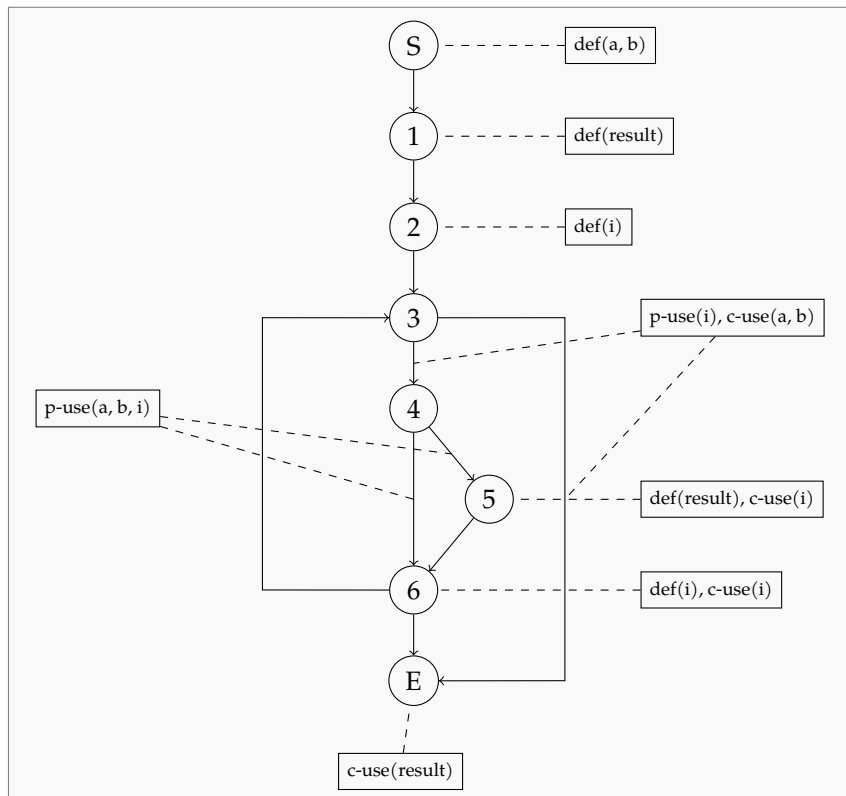 S
def(a, b)
1
def(result)
2
def(i)
3
p-use(i), c-use(a, b)
4
p-use(a, b, i)
5
def(result), c-use(i)
6
def(i), c-use(i)
E
c-use(result)